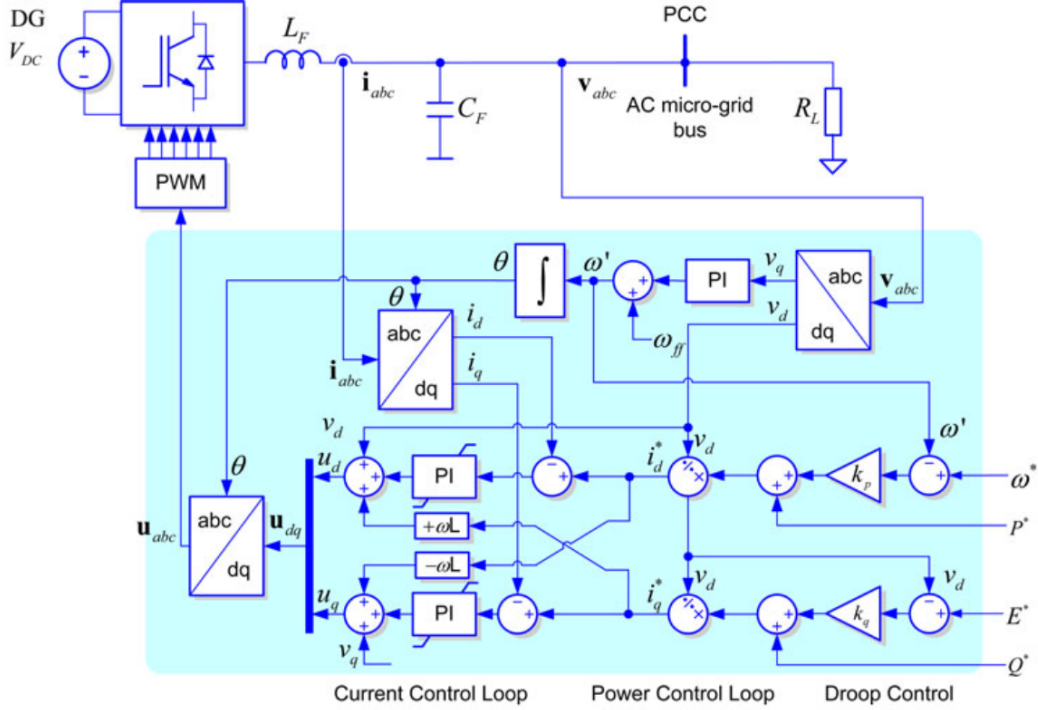 DG
V_DC
+
−
L_F
PCC
i_abc
C_F
v_abc
AC micro-grid
bus
R_L
PWM
θ
∫
ω'
+
+
PI
v_q
v_d
abc
dq
v_abc
ω_ff
θ
abc
dq
i_d
i_q
i_abc
v_d
u_d
+
+
+
PI
−
i_d^*
v_d
%
×
+
+
k_p
ω'
−
+
ω^*
P^*
θ
u_abc
abc
dq
u_dq
+ωL
−ωL
u_q
+
+
+
PI
−
i_q^*
v_d
%
×
+
+
k_q
v_d
−
+
E^*
Q^*
v_q
Current Control Loop
Power Control Loop
Droop Control